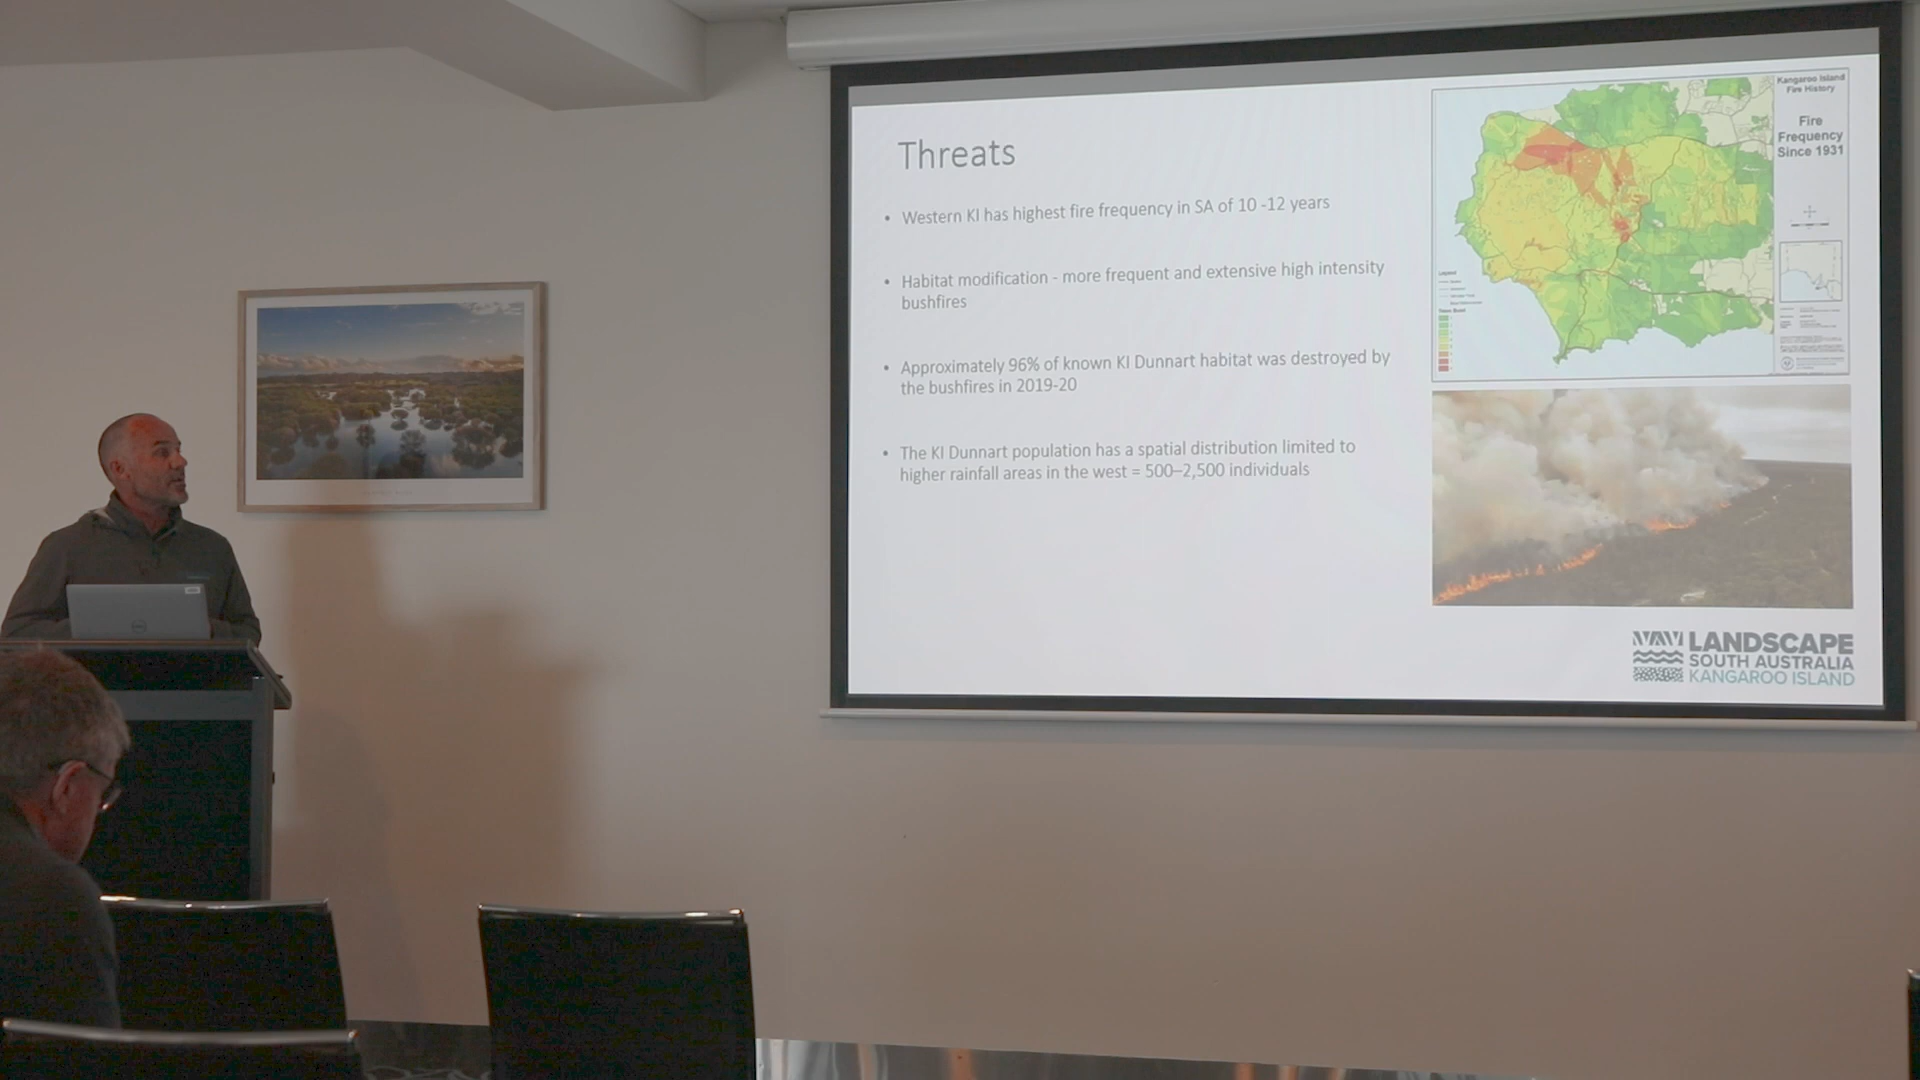 Threats
• Western KI has highest fire frequency in SA of 10 -12 years
• Habitat modification - more frequent and extensive high intensity
bushfires
• Approximately 96% of known KI Dunnart habitat was destroyed by
the bushfires in 2019-20
• The KI Dunnart population has a spatial distribution limited to
higher rainfall areas in the west = 500–2,500 individuals
Kangaroo Island
Fire History
Fire
Frequency
Since 1931
Legend
LANDSCAPE
SOUTH AUSTRALIA
KANGAROO ISLAND
DELL